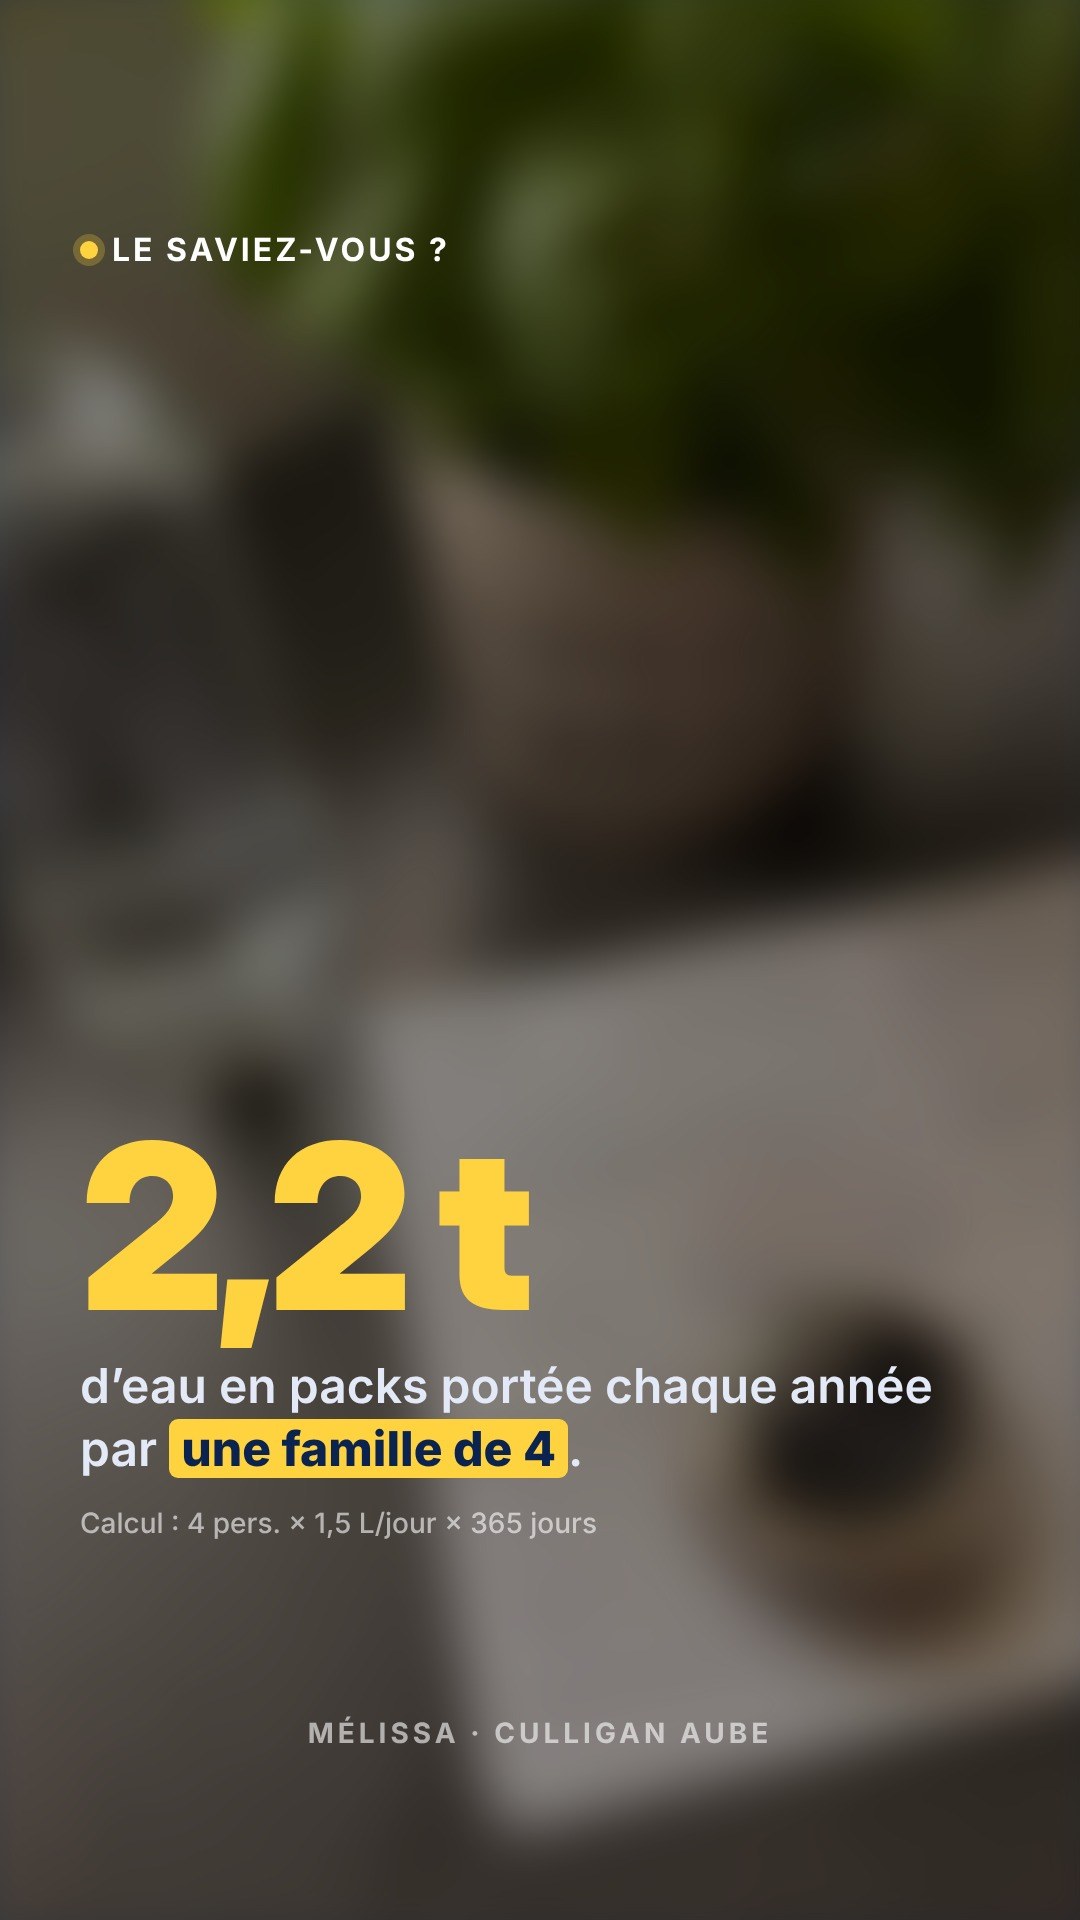 LE SAVIEZ-VOUS ?
2,2 t
d’eau en packs portée chaque année
par une famille de 4.
Calcul : 4 pers. × 1,5 L/jour × 365 jours
MÉLISSA · CULLIGAN AUBE